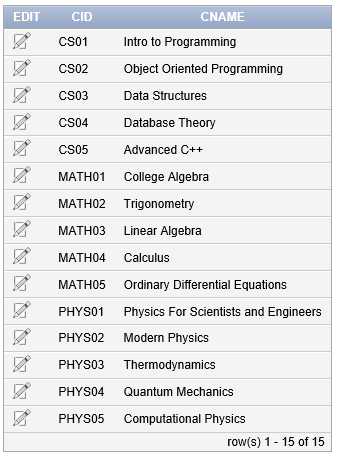 EDIT CID CNAME
CS01 Intro to Programming
CS02 Object Oriented Programming
CS03 Data Structures
CS04 Database Theory
CS05 Advanced C++
MATH01 College Algebra
MATH02 Trigonometry
MATH03 Linear Algebra
MATH04 Calculus
MATH05 Ordinary Differential Equations
PHYS01 Physics For Scientists and Engineers
PHYS02 Modern Physics
PHYS03 Thermodynamics
PHYS04 Quantum Mechanics
PHYS05 Computational Physics
row(s) 1 - 15 of 15